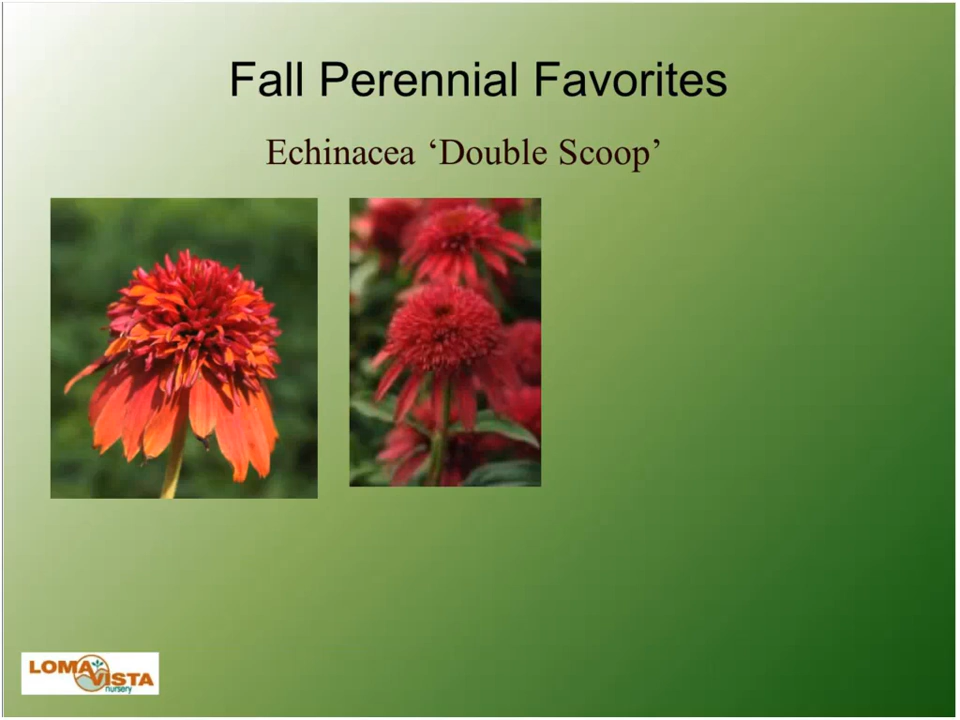 Fall Perennial Favorites
Echinacea ‘Double Scoop’
LOMA VISTA
nursery